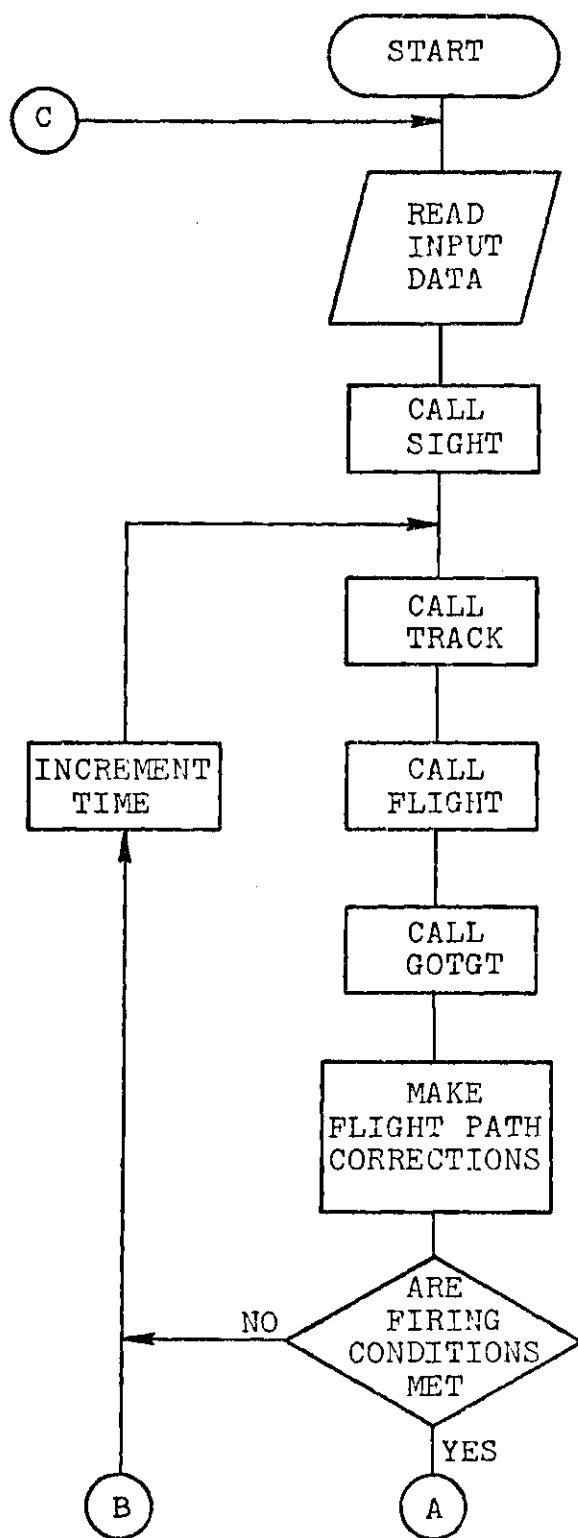 START
C
READ
INPUT
DATA
CALL
SIGHT
CALL
TRACK
INCREMENT
TIME
CALL
FLIGHT
CALL
GOTGT
MAKE
FLIGHT PATH
CORRECTIONS
ARE
FIRING
CONDITIONS
MET
NO
YES
B
A